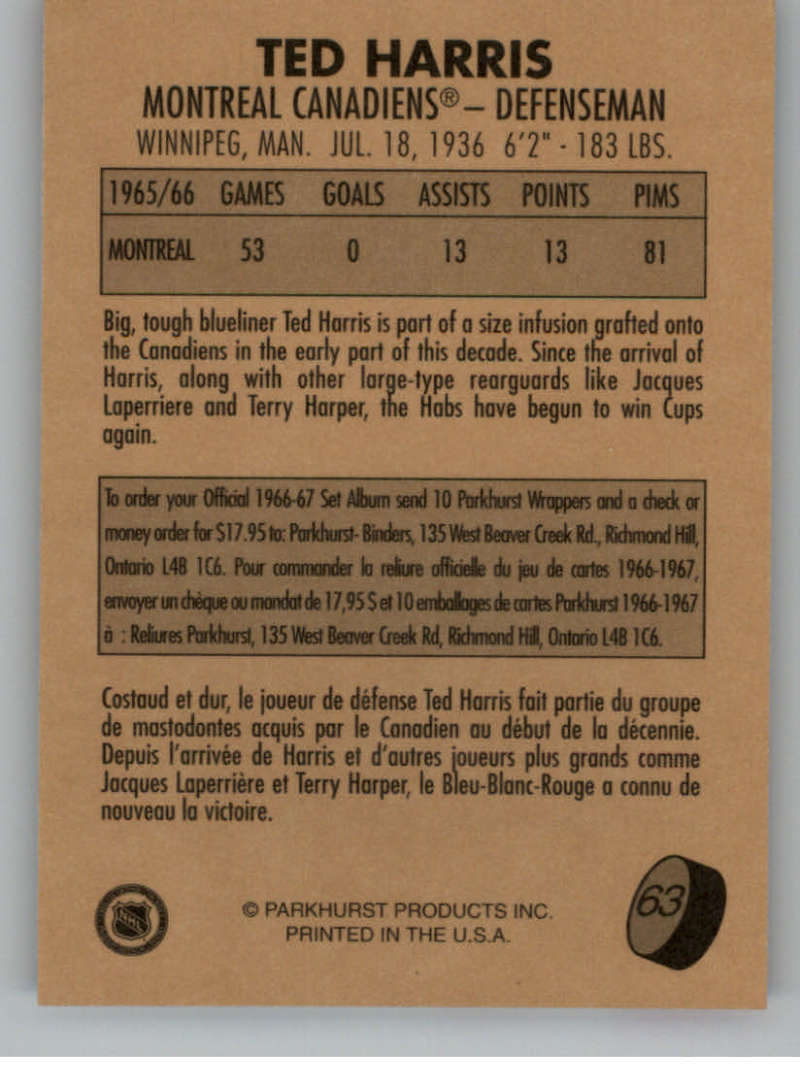 TED HARRIS
MONTREAL CANADIENS® – DEFENSEMAN
WINNIPEG, MAN. JUL. 18, 1936 6'2" - 183 LBS.
1965/66 GAMES GOALS ASSISTS POINTS PIMS
MONTREAL 53 0 13 13 81
Big, tough blueliner Ted Harris is part of a size infusion grafted onto
the Canadiens in the early part of this decade. Since the arrival of
Harris, along with other large-type rearguards like Jacques
Laperriere and Terry Harper, the Habs have begun to win Cups
again.
To order your Official 1966-67 Set Album send 10 Parkhurst Wrappers and a check or
money order for $17.95 to: Parkhurst- Binders, 135 West Beaver Creek Rd., Richmond Hill,
Ontario L4B 1C6. Pour commander la reliure officielle du jeu de cartes 1966-1967,
envoyer un chèque ou mandat de 17,95 $ et 10 emballages de cartes Parkhurst 1966-1967
à : Reliures Parkhurst, 135 West Beaver Creek Rd, Richmond Hill, Ontario L4B 1C6.
Costaud et dur, le joueur de défense Ted Harris fait partie du groupe
de mastodontes acquis par le Canadien au début de la décennie.
Depuis l'arrivée de Harris et d'autres joueurs plus grands comme
Jacques Laperrière et Terry Harper, le Bleu-Blanc-Rouge a connu de
nouveau la victoire.
63
© PARKHURST PRODUCTS INC.
PRINTED IN THE U.S.A.
NHL